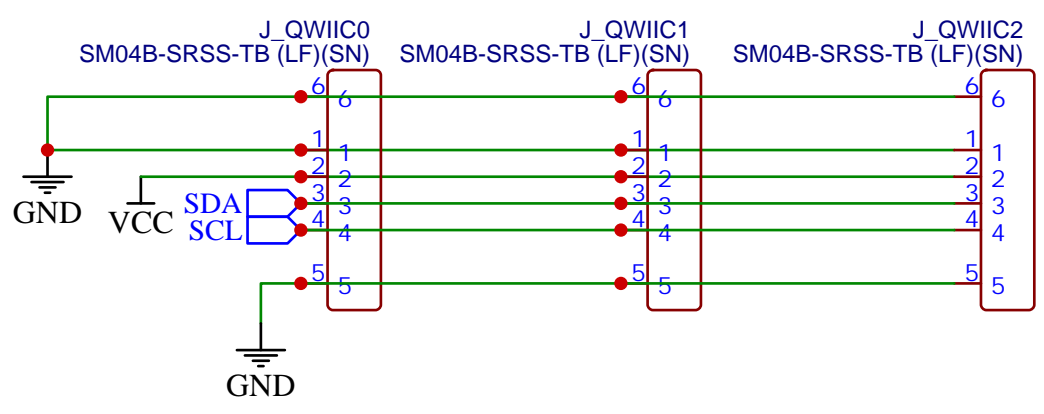 J_QWIIC0 J_QWIIC1 J_QWIIC2
SM04B-SRSS-TB (LF)(SN) SM04B-SRSS-TB (LF)(SN) SM04B-SRSS-TB (LF)(SN)
6 6 6 6 6 6
1 1 1 1 1 1
2 2 2 2 2 2
SDA 3 3 3 3 3 3
SCL 4 4 4 4 4 4
GND VCC
5 5 5 5 5 5
GND